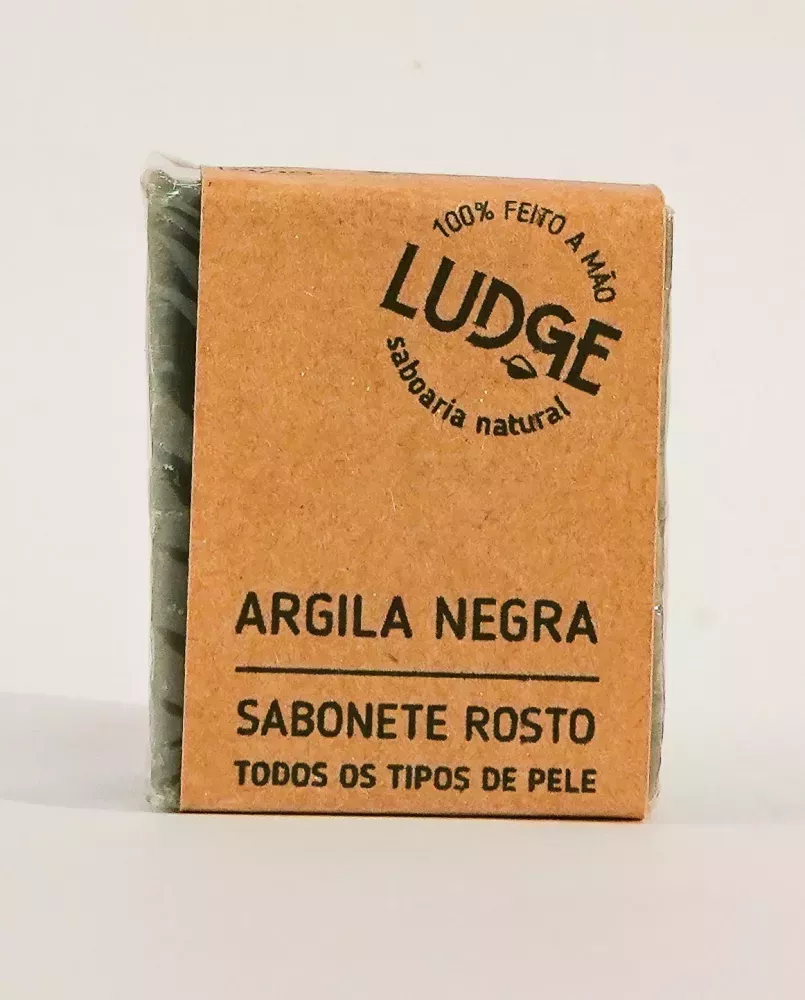 100% FEITO A MÃO
LUDGE
saboaria natural
ARGILA NEGRA
SABONETE ROSTO
TODOS OS TIPOS DE PELE